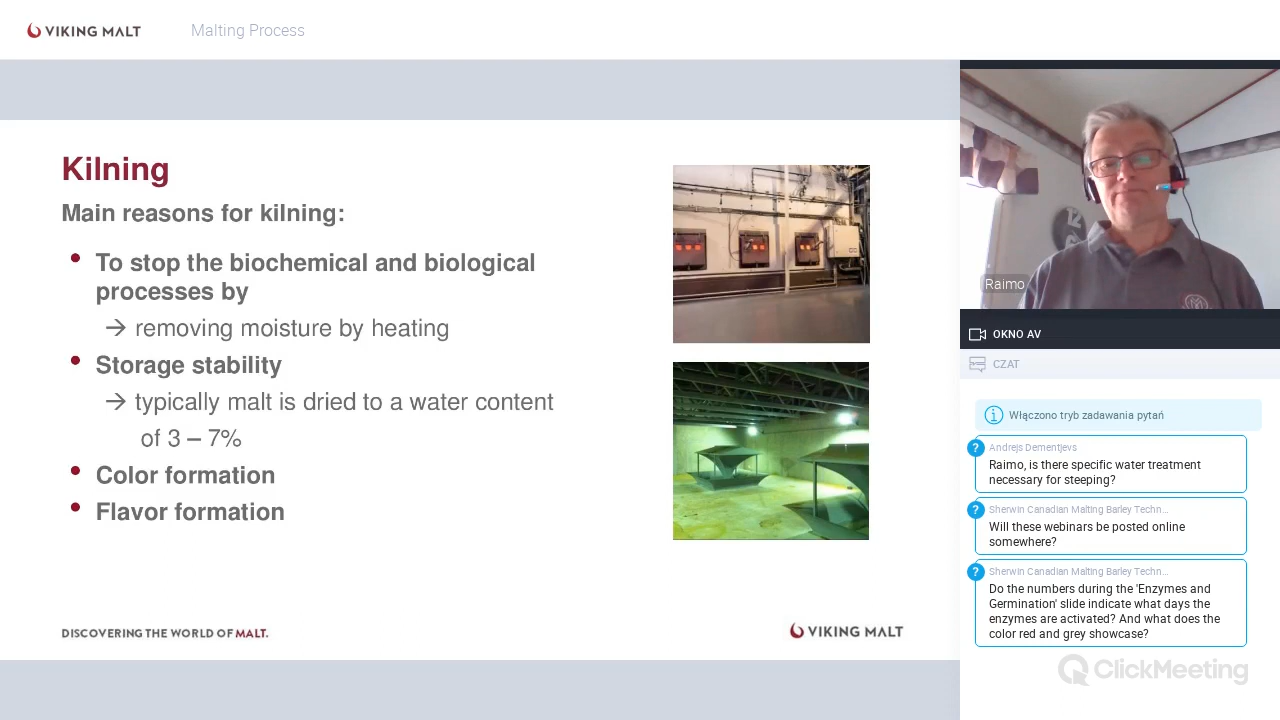 VIKING MALT
Malting Process
Kilning
Main reasons for kilning:
• To stop the biochemical and biological
processes by
→ removing moisture by heating
• Storage stability
→ typically malt is dried to a water content
of 3 – 7%
• Color formation
• Flavor formation
DISCOVERING THE WORLD OF MALT.
VIKING MALT
Raimo
OKNO AV
CZAT
Włączono tryb zadawania pytań
? Andrejs Dementjevs
Raimo, is there specific water treatment
necessary for steeping?
? Sherwin Canadian Malting Barley Techn...
Will these webinars be posted online
somewhere?
? Sherwin Canadian Malting Barley Techn...
Do the numbers during the 'Enzymes and
Germination' slide indicate what days the
enzymes are activated? And what does the
color red and grey showcase?
ClickMeeting